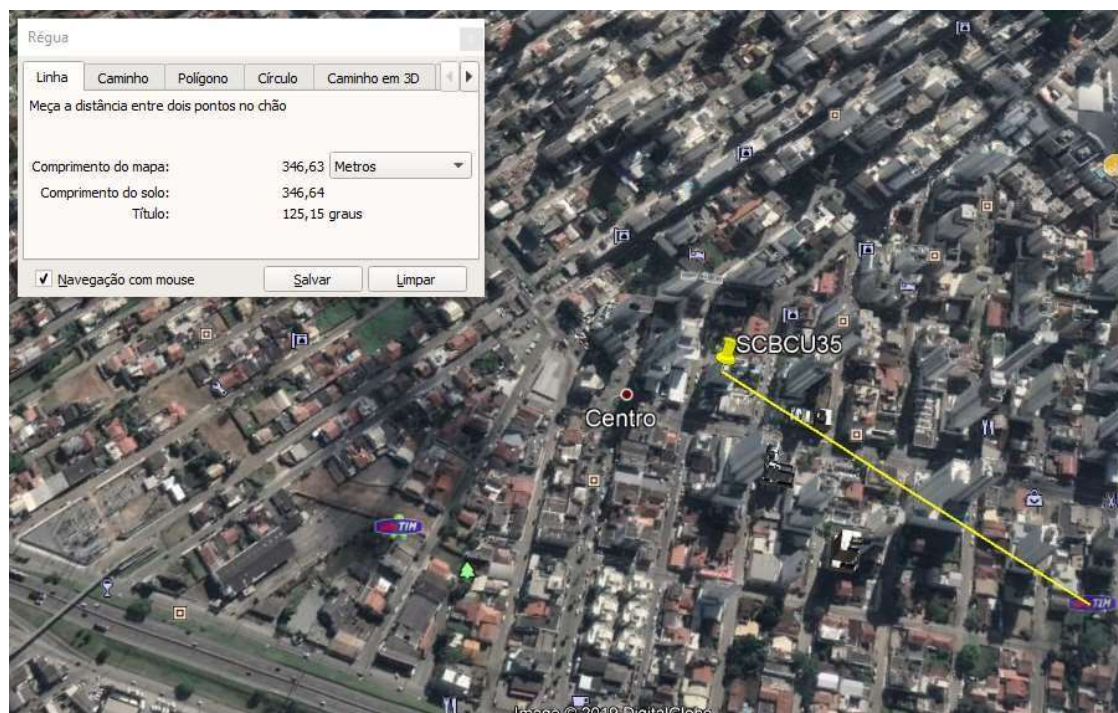 Régua
Linha Caminho Polígono Círculo Caminho em 3D
Meça a distância entre dois pontos no chão
Comprimento do mapa: 346,63 Metros
Comprimento do solo: 346,64
Título: 125,15 graus
Navegação com mouse Salvar Limpar
SCBCU35
Centro
TIM
TIM
Image © 2019 DigitalGlobe